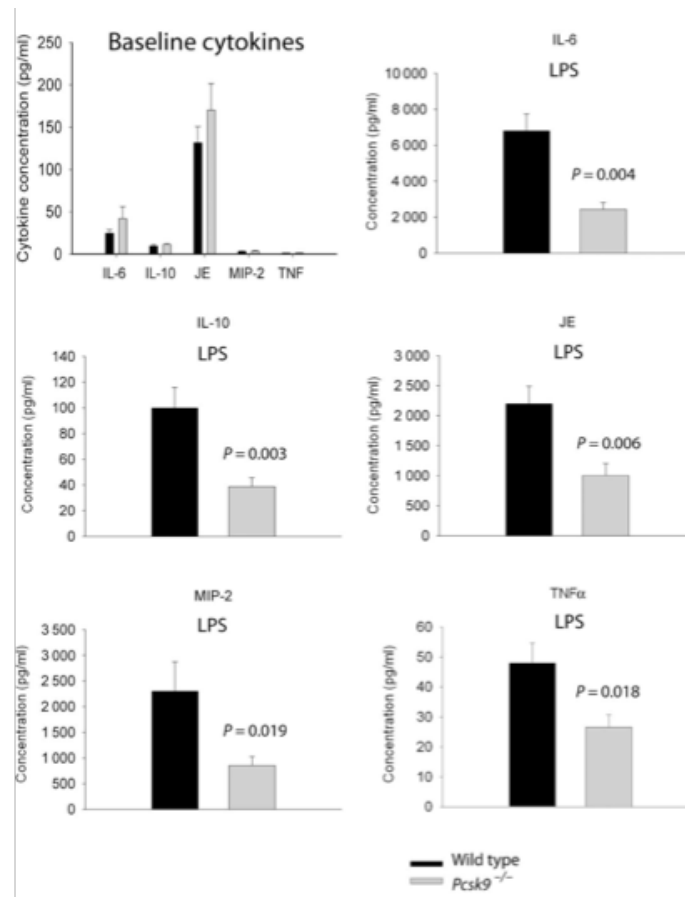 Baseline cytokines
Cytokine concentration (pg/ml)
250
200
150
100
50
0
IL-6 IL-10 JE MIP-2 TNF
IL-6
LPS
Concentration (pg/ml)
10 000
8 000
6 000
4 000
2 000
0
P = 0.004
IL-10
LPS
Concentration (pg/ml)
140
120
100
80
60
40
20
0
P = 0.003
JE
LPS
Concentration (pg/ml)
3 000
2 500
2 000
1 500
1 000
500
0
P = 0.006
MIP-2
LPS
Concentration (pg/ml)
3 500
3 000
2 500
2 000
1 500
1 000
500
0
P = 0.019
TNFα
LPS
Concentration (pg/ml)
60
50
40
30
20
10
0
P = 0.018
Wild type
Pcsk9 −/−